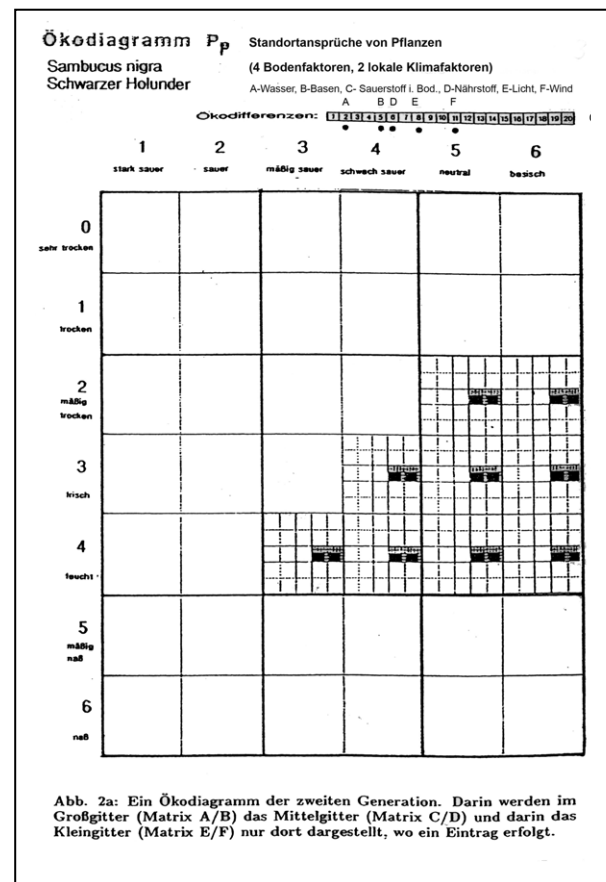 Ökodiagramm Pp
Standortansprüche von Pflanzen
Sambucus nigra
(4 Bodenfaktoren, 2 lokale Klimafaktoren)
Schwarzer Holunder
A-Wasser, B-Basen, C- Sauerstoff i. Bod., D-Nährstoff, E-Licht, F-Wind
A B D E F
Ökodifferenzen: 1 2 3 4 5 6 7 8 9 10 11 12 13 14 15 16 17 18 19 20
1 2 3 4 5 6
stark sauer sauer mäßig sauer schwach sauer neutral basisch
0
sehr trocken
1
trocken
2
mäßig
trocken
3
frisch
4
feucht
5
mäßig
naß
6
naß
Abb. 2a: Ein Ökodiagramm der zweiten Generation. Darin werden im
Großgitter (Matrix A/B) das Mittelgitter (Matrix C/D) und darin das
Kleingitter (Matrix E/F) nur dort dargestellt, wo ein Eintrag erfolgt.